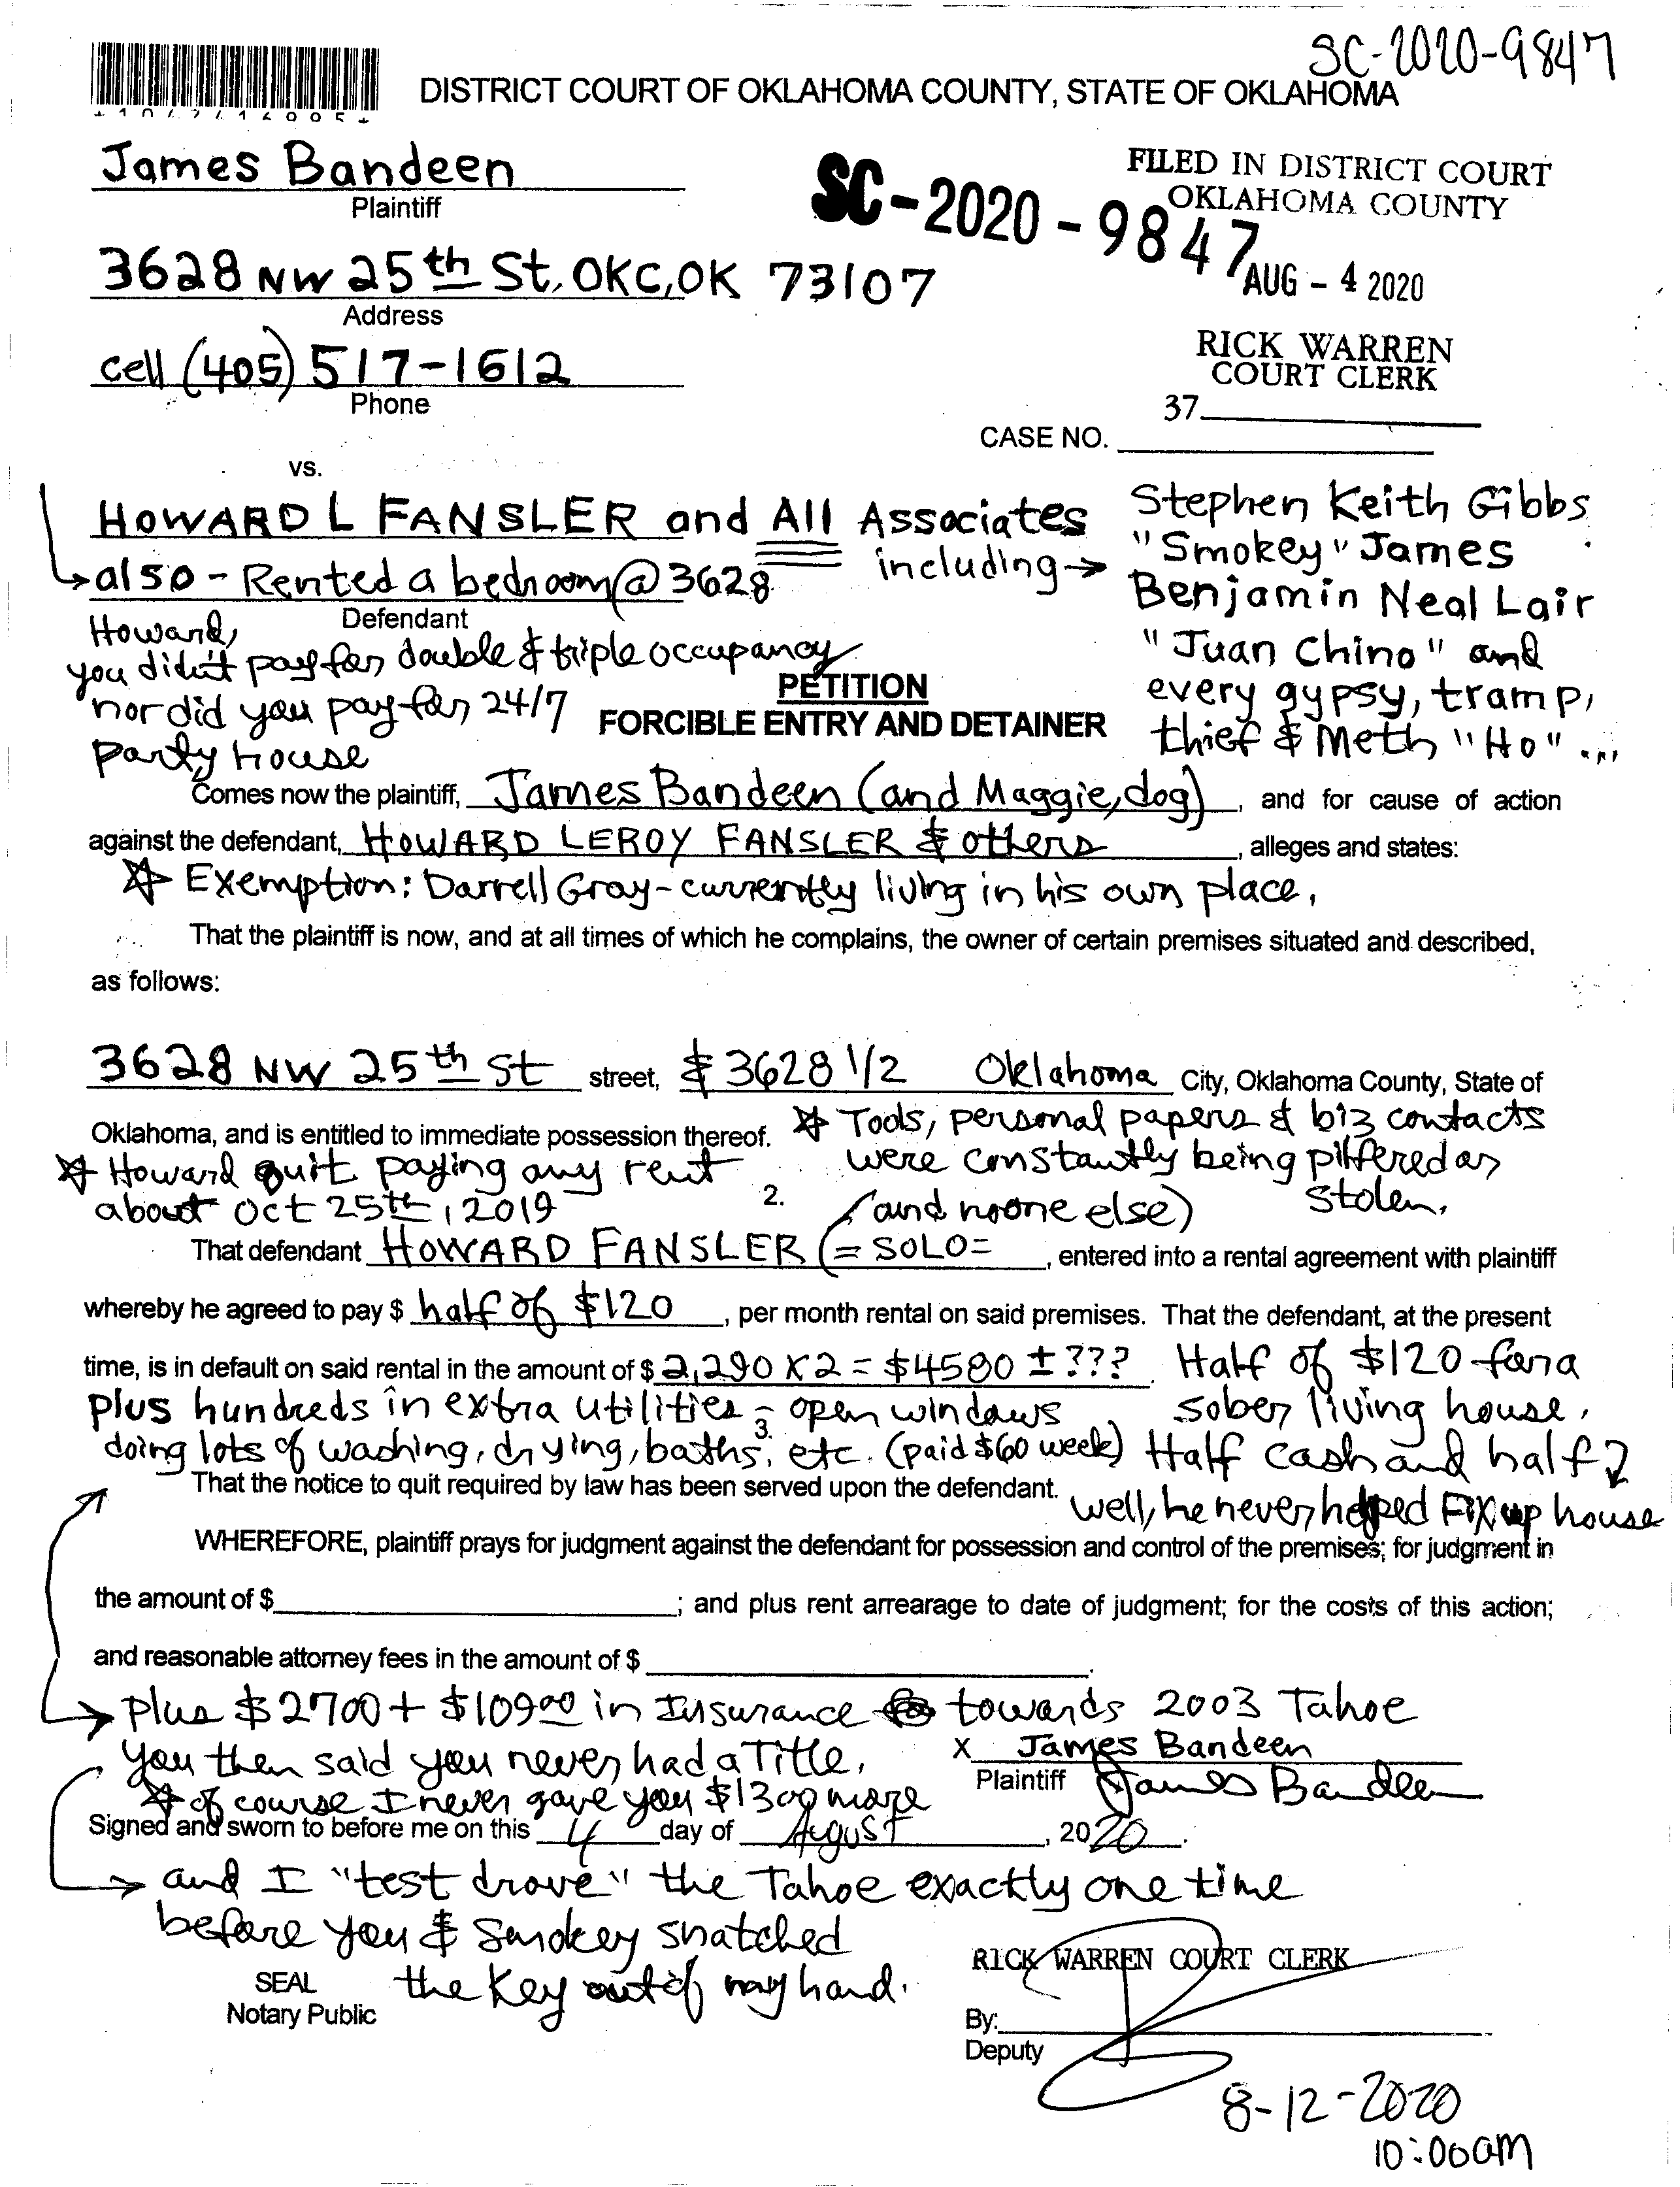 SC-2020-9847
DISTRICT COURT OF OKLAHOMA COUNTY, STATE OF OKLAHOMA
James Bandeen
Plaintiff
FILED IN DISTRICT COURT
OKLAHOMA COUNTY
SC-2020-9847
AUG - 4 2020
3628 NW 25th St, OKC, OK 73107
Address
RICK WARREN
COURT CLERK
cell (405) 517-1612
Phone
37
CASE NO.
vs.
HOWARD L FANSLER and All Associates
including →
Stephen Keith Gibbs
"Smokey" James
Benjamin Neal Lair
"Juan Chino" and
every gypsy, tramp,
thief & Meth "Ho" ...
also - Rented a bedroom @ 3628
Defendant
Howard,
you didn't pay for double & triple occupancy
nor did you pay for 24/7
party house
PETITION
FORCIBLE ENTRY AND DETAINER
Comes now the plaintiff, James Bandeen (and Maggie, dog), and for cause of action
against the defendant, HOWARD LEROY FANSLER & others, alleges and states:
Exemption: Darrell Gray - currently living in his own place.
That the plaintiff is now, and at all times of which he complains, the owner of certain premises situated and described,
as follows:
3628 NW 25th St street, & 3628 1/2 Oklahoma City, Oklahoma County, State of
Oklahoma, and is entitled to immediate possession thereof.
Tools, personal papers & biz contacts
were constantly being pilfered or
stolen.
Howard quit paying any rent
about Oct 25th, 2019
2.
(and noone else)
That defendant HOWARD FANSLER (=SOLO=, entered into a rental agreement with plaintiff
whereby he agreed to pay $ half of $120, per month rental on said premises. That the defendant, at the present
time, is in default on said rental in the amount of $ 2,290 X 2 = $4580 ± ???.
Half of $120 for a
sober living house.
Half cash and half
well, he never helped Fix up house
plus hundreds in extra utilities - open windows
3.
doing lots of washing, drying, baths, etc. (paid $60 week)
That the notice to quit required by law has been served upon the defendant.
WHEREFORE, plaintiff prays for judgment against the defendant for possession and control of the premises; for judgment in
the amount of $; and plus rent arrearage to date of judgment; for the costs of this action;
and reasonable attorney fees in the amount of $.
plus $2700 + $109.00 in Insurance towards 2003 Tahoe
you then said you never had a Title,
of course I never gave you $1300 more
X James Bandeen
Plaintiff James Bandeen
Signed and sworn to before me on this 4 day of August, 2020.
and I "test drove" the Tahoe exactly one time
before you & Smokey snatched
the Key out of my hand.
SEAL
Notary Public
RICK WARREN COURT CLERK
By:
Deputy
8-12-2020
10:00am